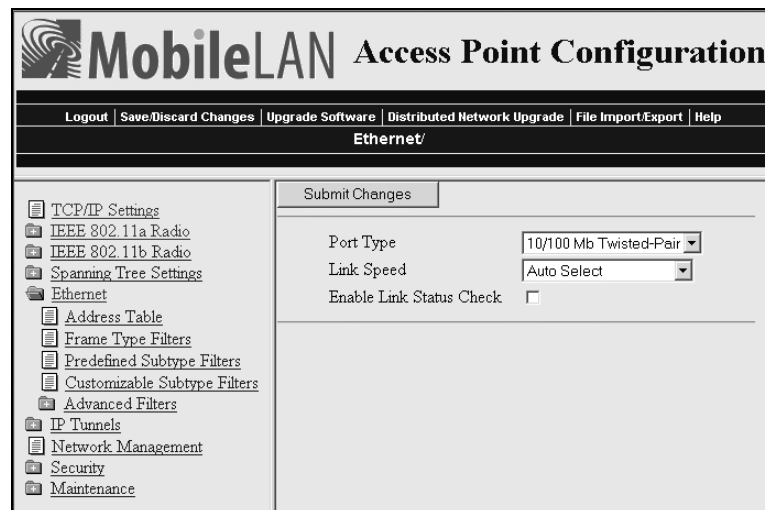 MobileLAN Access Point Configuration
Logout | Save/Discard Changes | Upgrade Software | Distributed Network Upgrade | File Import/Export | Help
Ethernet/
TCP/IP Settings
IEEE 802.11a Radio
IEEE 802.11b Radio
Spanning Tree Settings
Ethernet
Address Table
Frame Type Filters
Predefined Subtype Filters
Customizable Subtype Filters
Advanced Filters
IP Tunnels
Network Management
Security
Maintenance
Submit Changes
Port Type 10/100 Mb Twisted-Pair
Link Speed Auto Select
Enable Link Status Check